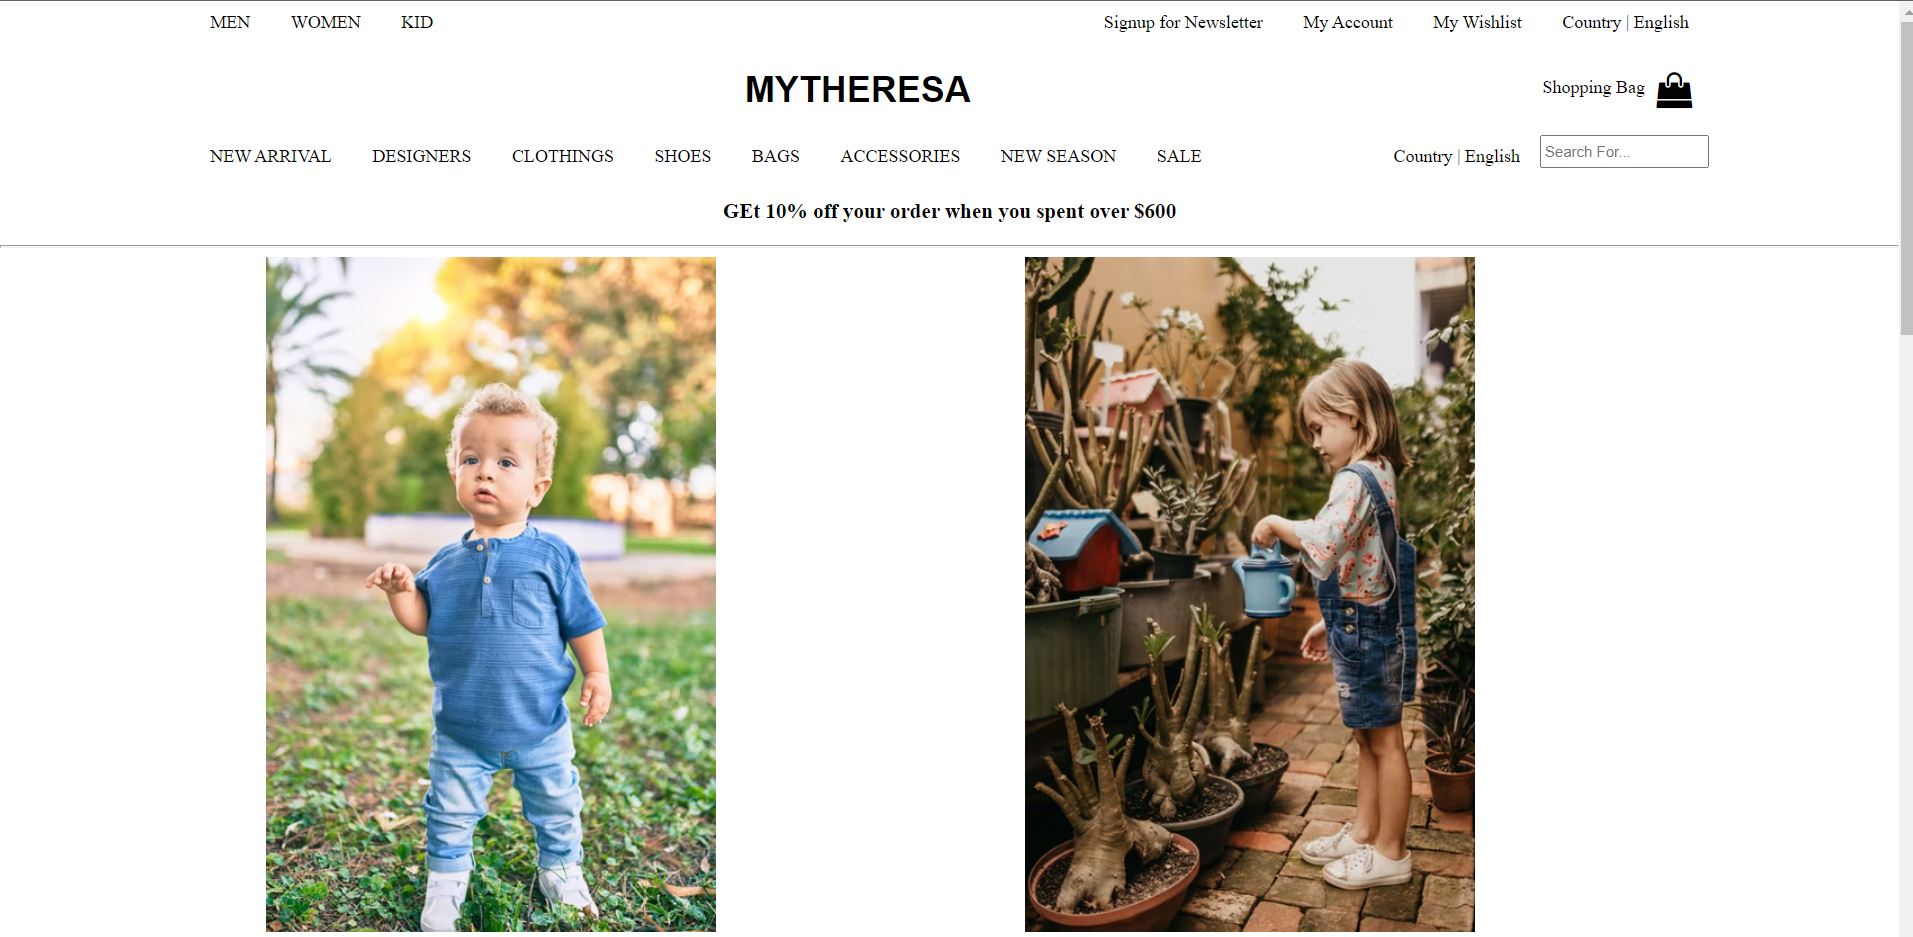 MEN WOMEN KID Signup for Newsletter My Account My Wishlist Country | English
MYTHERESA Shopping Bag
NEW ARRIVAL DESIGNERS CLOTHINGS SHOES BAGS ACCESSORIES NEW SEASON SALE Country | English Search For...
GEt 10% off your order when you spent over $600